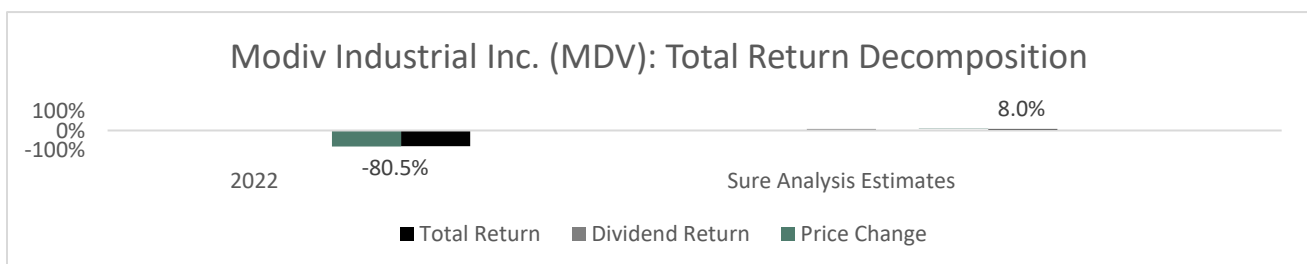 Modiv Industrial Inc. (MDV): Total Return Decomposition
100%
0%
-100%
8.0%
-80.5%
2022
Sure Analysis Estimates
Total Return
Dividend Return
Price Change